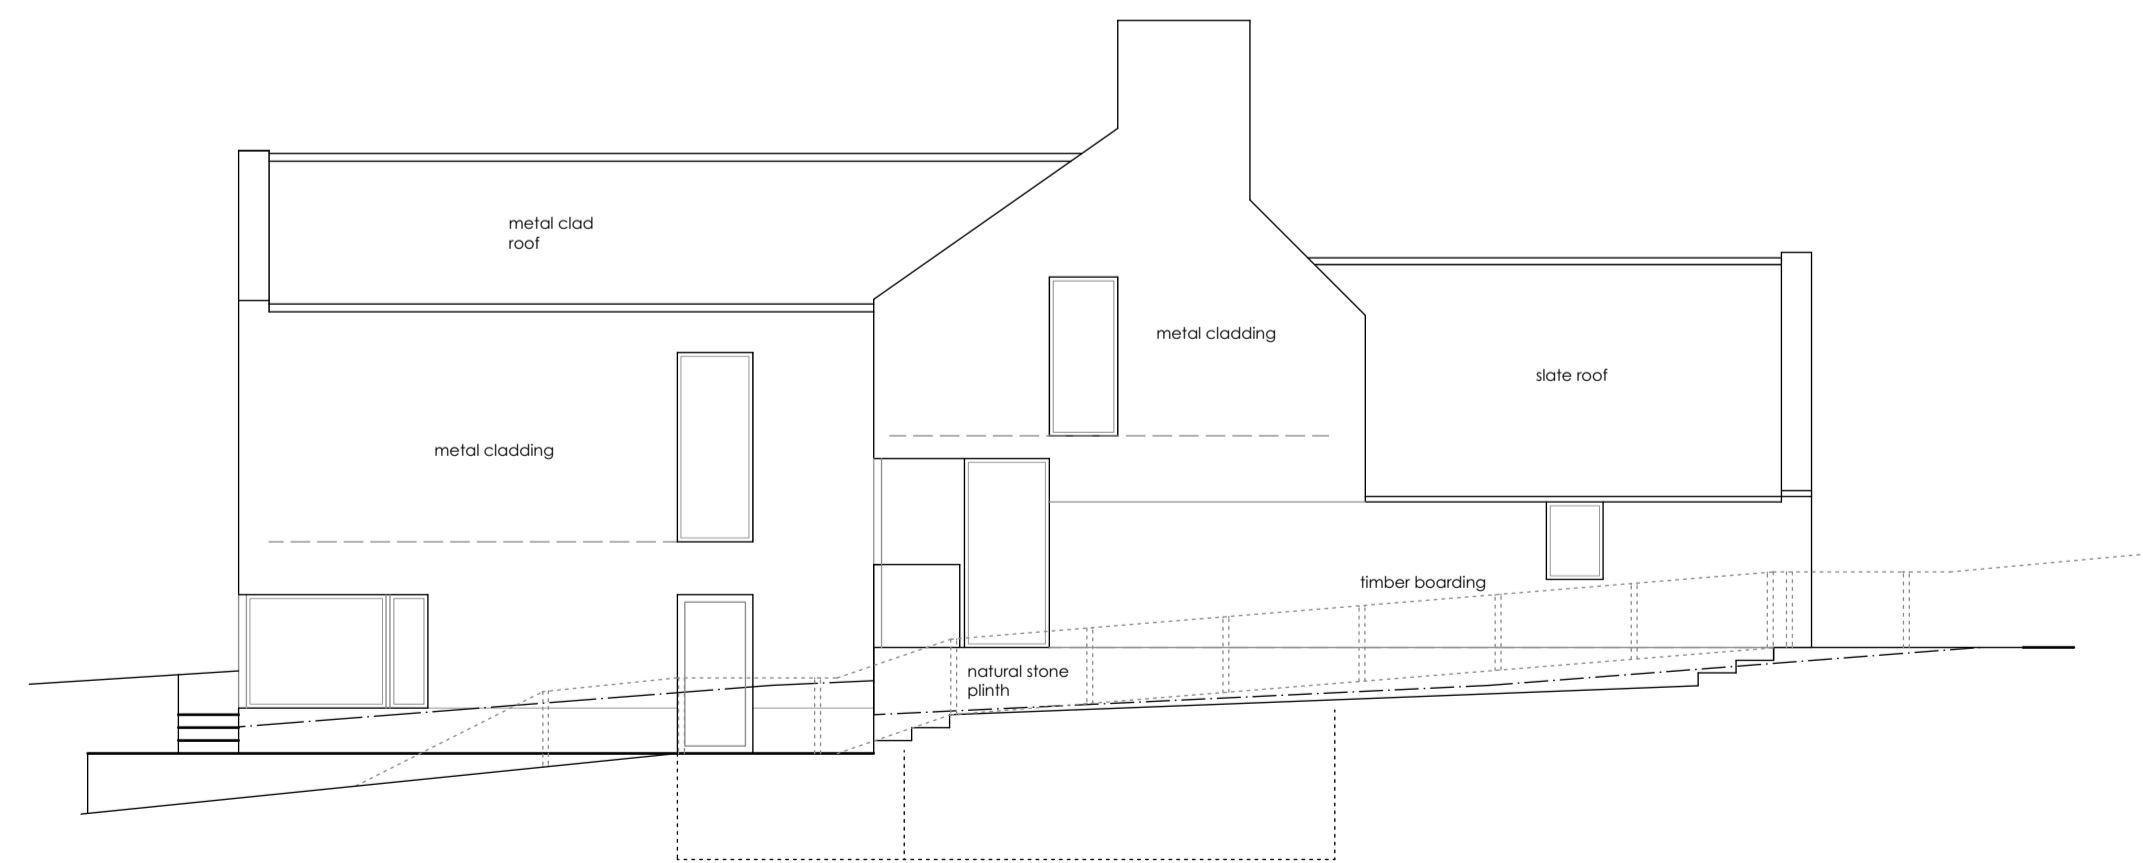 metal clad
roof
metal cladding
slate roof
metal cladding
timber boarding
natural stone
plinth